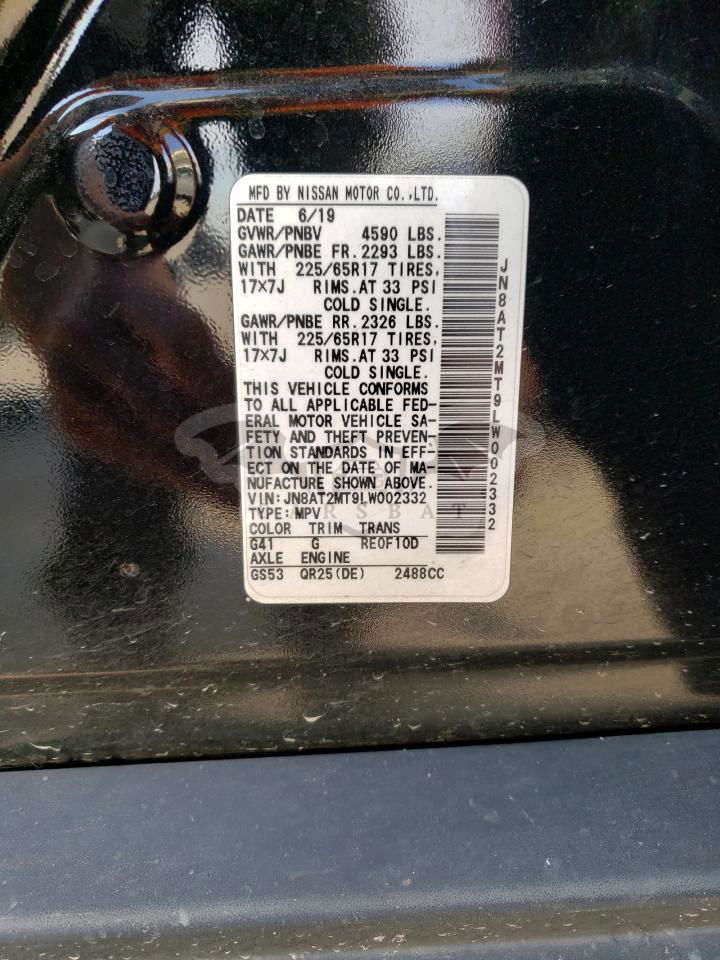 MFD BY NISSAN MOTOR CO.,LTD.
DATE 6/19
GVWR/PNBV 4590 LBS.
GAWR/PNBE FR.2293 LBS.
WITH 225/65R17 TIRES,
17X7J RIMS.AT 33 PSI
COLD SINGLE.
GAWR/PNBE RR.2326 LBS.
WITH 225/65R17 TIRES,
17X7J RIMS.AT 33 PSI
COLD SINGLE.
THIS VEHICLE CONFORMS
TO ALL APPLICABLE FED-
ERAL MOTOR VEHICLE SA-
FETY AND THEFT PREVEN-
TION STANDARDS IN EFF-
ECT ON THE DATE OF MA-
NUFACTURE SHOWN ABOVE.
VIN:JN8AT2MT9LW002332
TYPE:MPV
COLOR TRIM TRANS
G41 G RE0F10D
AXLE ENGINE
GS53 QR25(DE) 2488CC
JN8AT2MT9LW002332